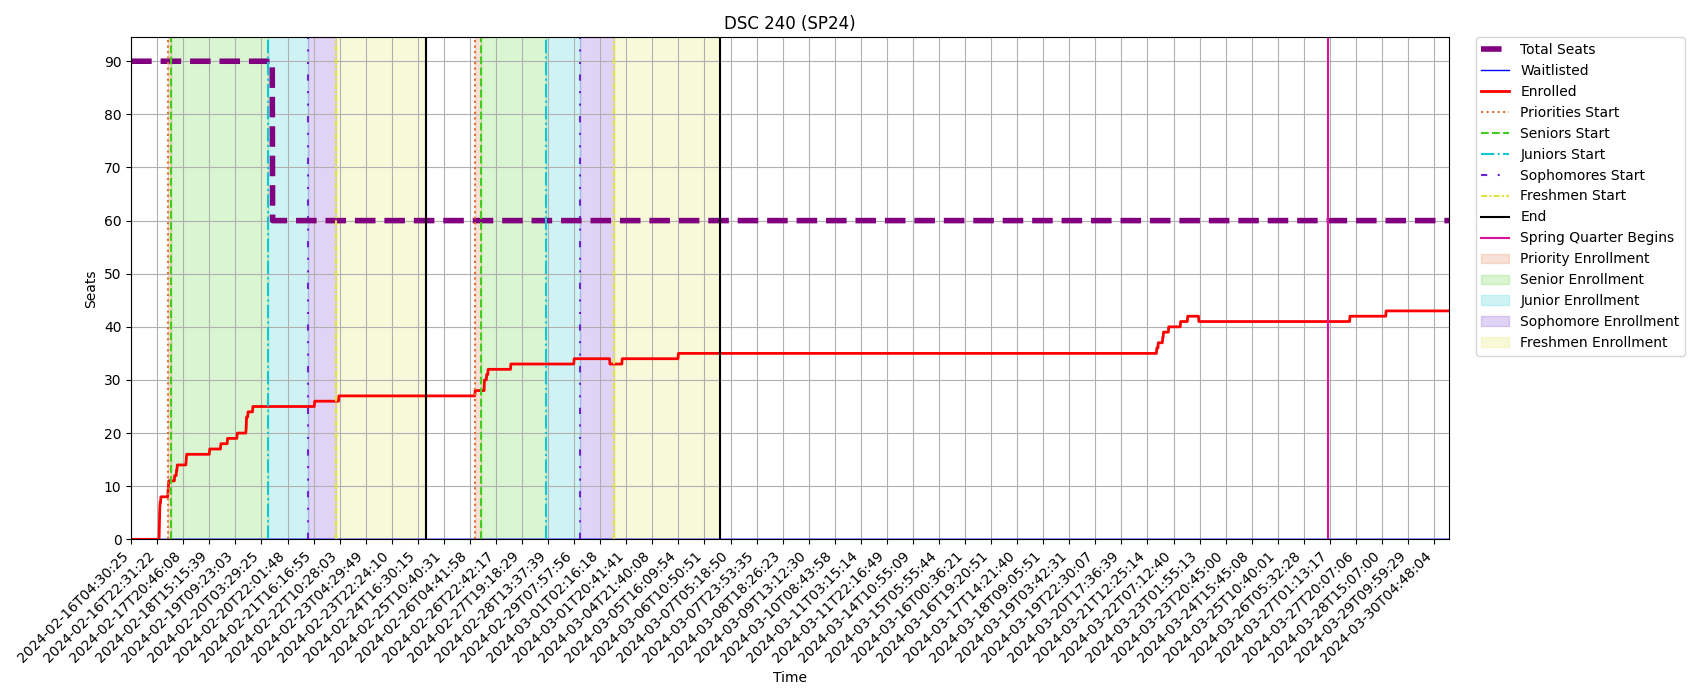 DSC 240 (SP24)
Seats
90
80
70
60
50
40
30
20
10
0
2024-02-16T04:30:25
2024-02-16T22:31:22
2024-02-17T20:46:08
2024-02-18T15:15:39
2024-02-19T09:23:03
2024-02-20T03:29:25
2024-02-20T22:01:48
2024-02-21T16:16:55
2024-02-22T10:28:03
2024-02-23T04:29:49
2024-02-23T22:24:10
2024-02-24T16:30:15
2024-02-25T10:40:31
2024-02-26T04:41:58
2024-02-26T22:42:17
2024-02-27T19:18:29
2024-02-28T13:37:39
2024-02-29T07:57:56
2024-03-01T02:16:18
2024-03-01T20:41:41
2024-03-04T21:40:08
2024-03-05T16:09:54
2024-03-06T10:50:51
2024-03-07T05:18:50
2024-03-07T23:53:35
2024-03-08T18:26:23
2024-03-09T13:12:30
2024-03-10T08:43:58
2024-03-11T03:15:14
2024-03-11T22:16:49
2024-03-14T10:55:09
2024-03-15T05:55:44
2024-03-16T00:36:21
2024-03-16T19:20:51
2024-03-17T14:21:40
2024-03-18T09:05:51
2024-03-19T03:42:31
2024-03-19T22:30:07
2024-03-20T17:36:39
2024-03-21T12:25:14
2024-03-22T07:12:40
2024-03-23T01:55:13
2024-03-23T20:45:00
2024-03-24T15:45:08
2024-03-25T10:40:01
2024-03-26T05:32:28
2024-03-27T01:13:17
2024-03-27T20:07:06
2024-03-28T15:07:00
2024-03-29T09:59:29
2024-03-30T04:48:04
Time
Total Seats
Waitlisted
Enrolled
Priorities Start
Seniors Start
Juniors Start
Sophomores Start
Freshmen Start
End
Spring Quarter Begins
Priority Enrollment
Senior Enrollment
Junior Enrollment
Sophomore Enrollment
Freshmen Enrollment